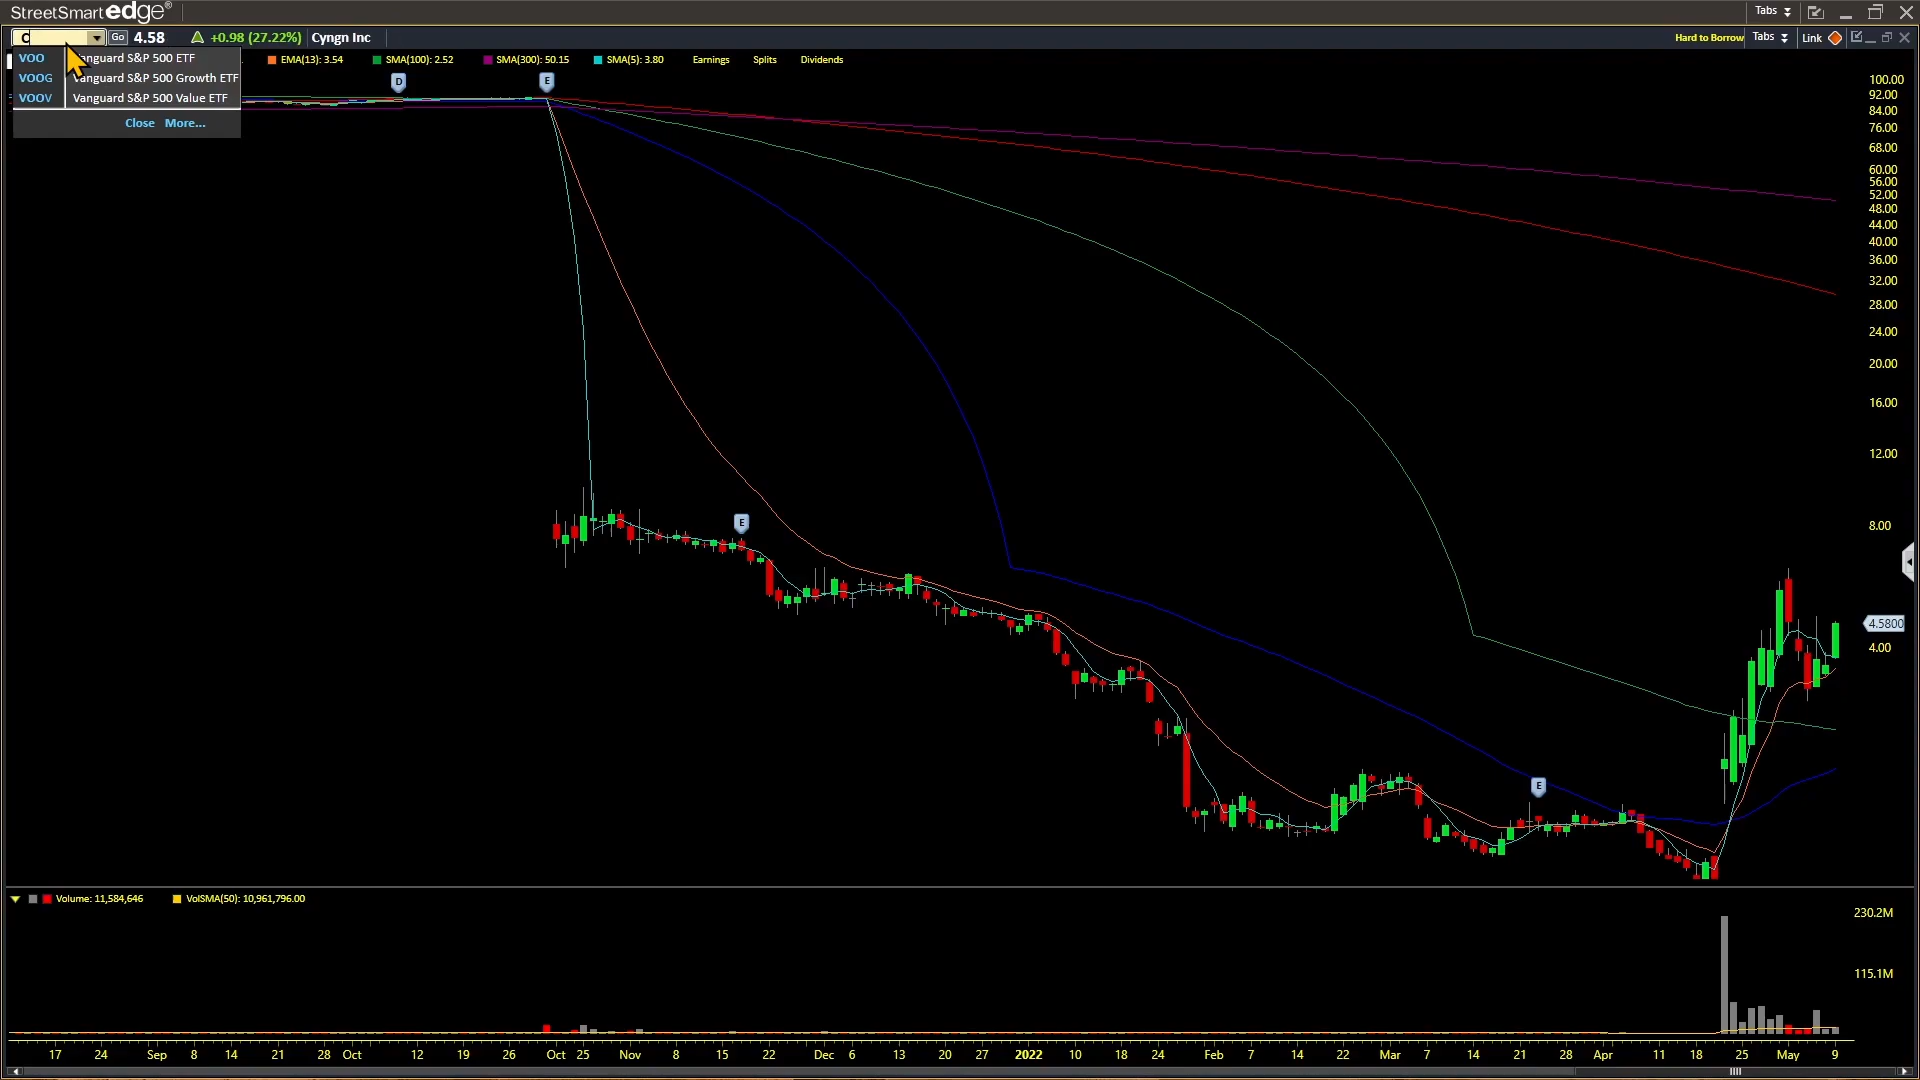 StreetSmart edge®
Tabs
C
Go
4.58
+0.98 (27.22%)
Cyngn Inc
Hard to Borrow
Tabs
Link
VOO
Vanguard S&P 500 ETF
VOOG
Vanguard S&P 500 Growth ETF
VOOV
Vanguard S&P 500 Value ETF
Close More...
EMA(13): 3.54
SMA(100): 2.52
SMA(300): 50.15
SMA(5): 3.80
Earnings
Splits
Dividends
D
E
E
E
100.00
92.00
84.00
76.00
68.00
60.00
56.00
52.00
48.00
44.00
40.00
36.00
32.00
28.00
24.00
20.00
16.00
12.00
8.00
4.5800
4.00
Volume: 11,584,646
VolSMA(50): 10,961,796.00
230.2M
115.1M
17 24 Sep 8 14 21 28 Oct 12 19 26 Oct 25 Nov 8 15 22 Dec 6 13 20 27 2022 10 18 24 Feb 7 14 22 Mar 7 14 21 28 Apr 11 18 25 May 9